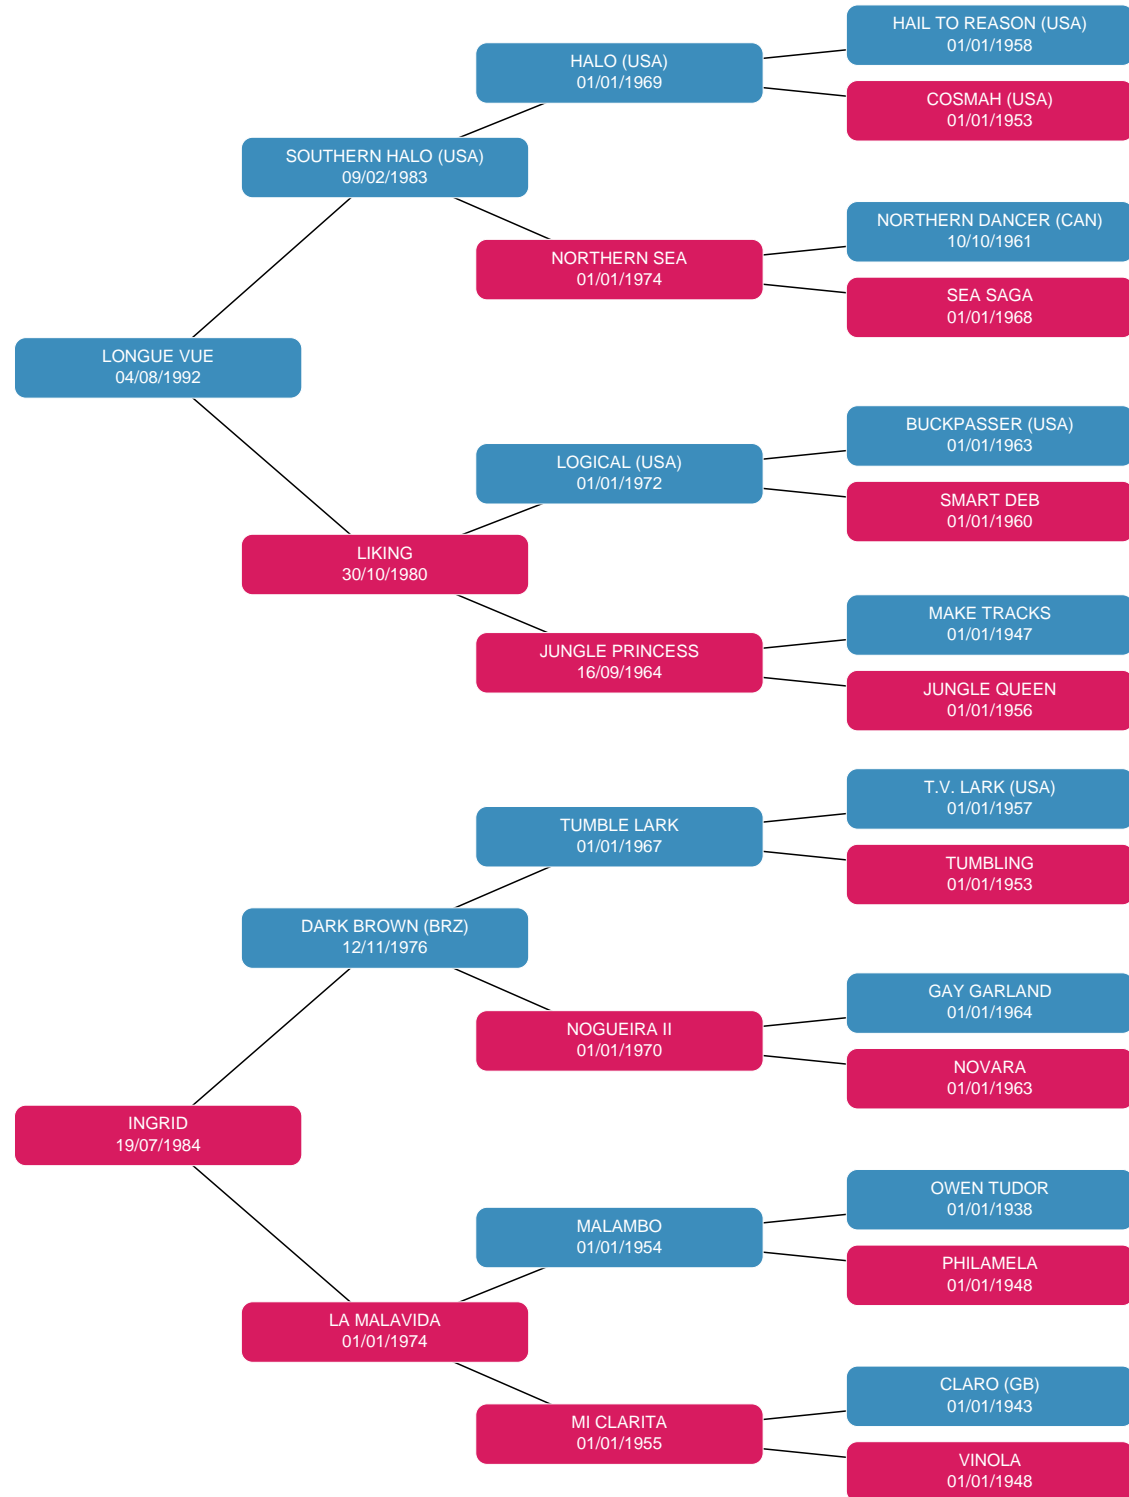 HAIL TO REASON (USA)
01/01/1958
HALO (USA)
01/01/1969
COSMAH (USA)
01/01/1953
SOUTHERN HALO (USA)
09/02/1983
NORTHERN DANCER (CAN)
10/10/1961
NORTHERN SEA
01/01/1974
SEA SAGA
01/01/1968
LONGUE VUE
04/08/1992
BUCKPASSER (USA)
01/01/1963
LOGICAL (USA)
01/01/1972
SMART DEB
01/01/1960
LIKING
30/10/1980
MAKE TRACKS
01/01/1947
JUNGLE PRINCESS
16/09/1964
JUNGLE QUEEN
01/01/1956
T.V. LARK (USA)
01/01/1957
TUMBLE LARK
01/01/1967
TUMBLING
01/01/1953
DARK BROWN (BRZ)
12/11/1976
GAY GARLAND
01/01/1964
NOGUEIRA II
01/01/1970
NOVARA
01/01/1963
INGRID
19/07/1984
OWEN TUDOR
01/01/1938
MALAMBO
01/01/1954
PHILAMELA
01/01/1948
LA MALAVIDA
01/01/1974
CLARO (GB)
01/01/1943
MI CLARITA
01/01/1955
VINOLA
01/01/1948